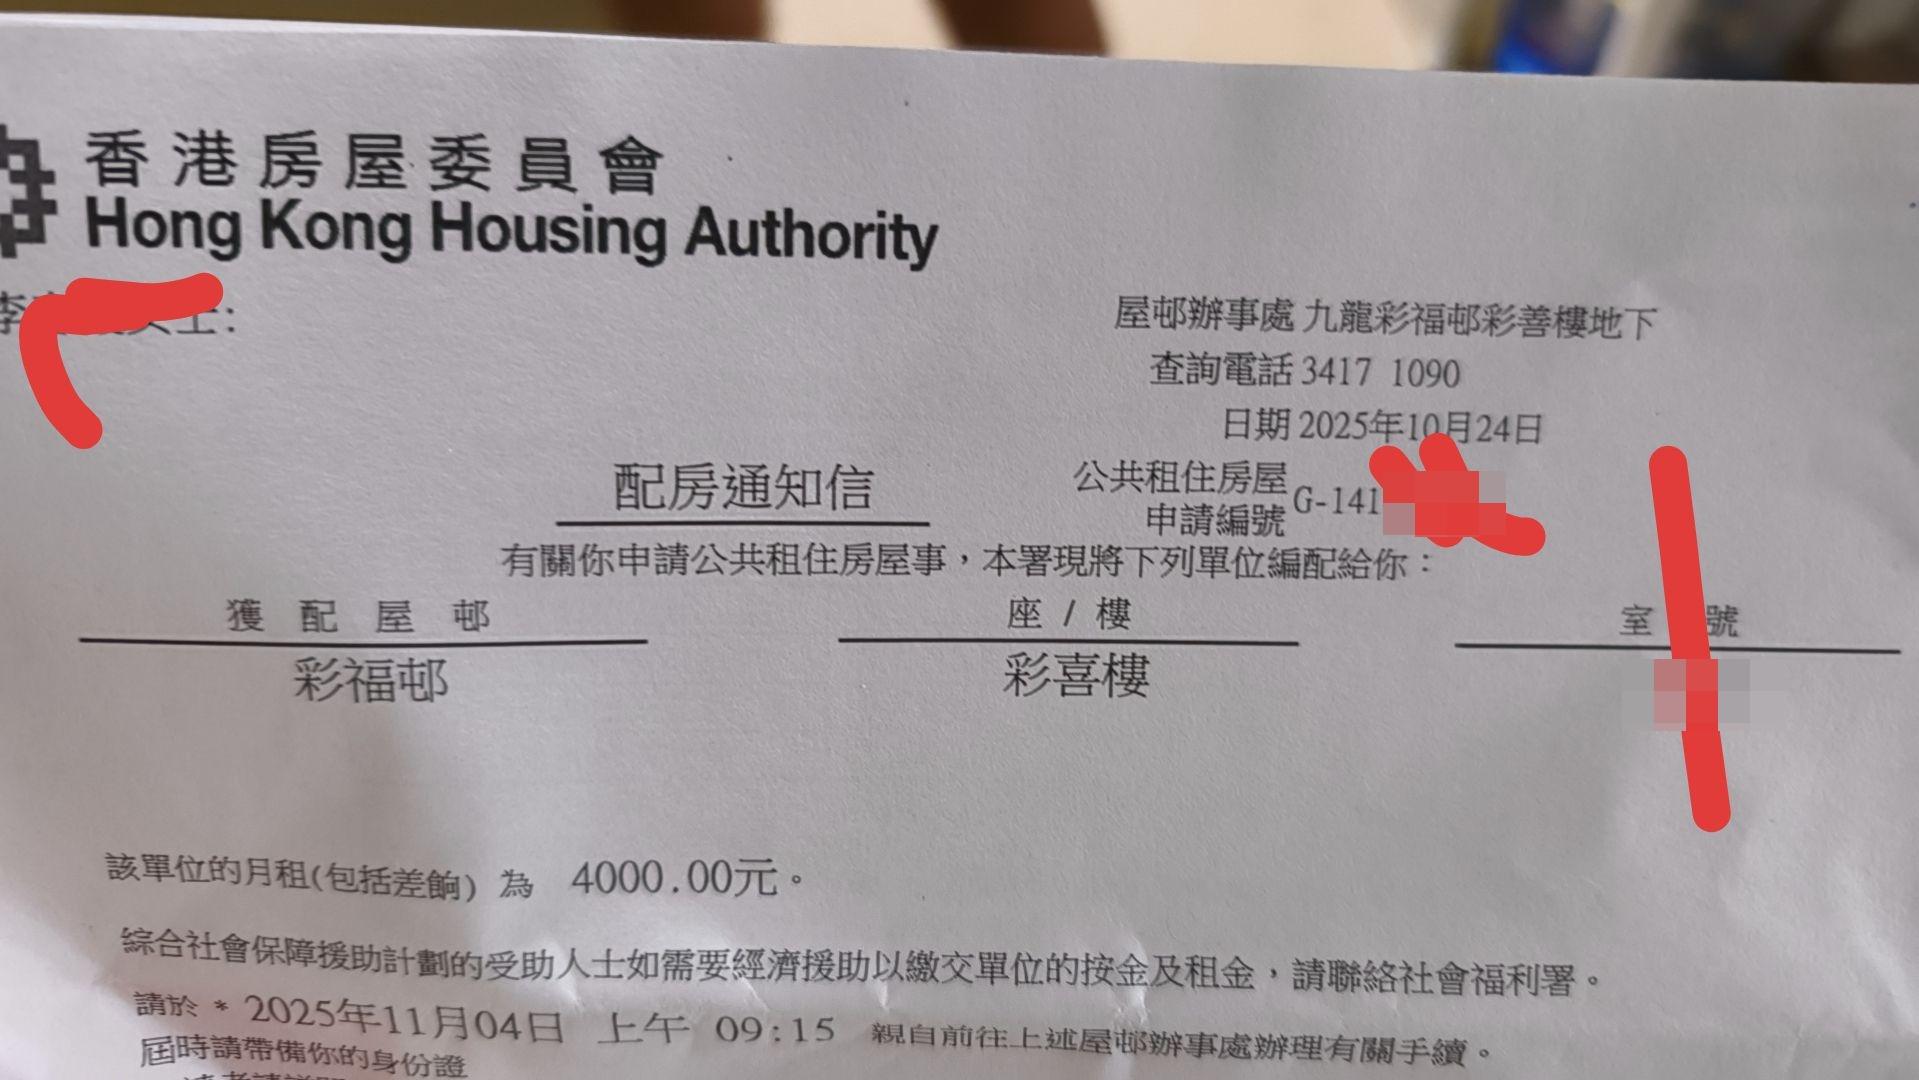 香港房屋委員會
Hong Kong Housing Authority
李 士：
屋邨辦事處 九龍彩福邨彩善樓地下
查詢電話 3417 1090
日期 2025年10月24日
配房通知信
公共租住房屋
申請編號 G-141
有關你申請公共租住房屋事，本署現將下列單位編配給你：
獲配屋邨 座/樓 室 號
彩福邨 彩喜樓
該單位的月租(包括差餉) 為 4000.00元。
綜合社會保障援助計劃的受助人士如需要經濟援助以繳交單位的按金及租金，請聯絡社會福利署。
請於 * 2025年11月04日 上午 09:15 親自前往上述屋邨辦事處辦理有關手續。
屆時請帶備你的身份證